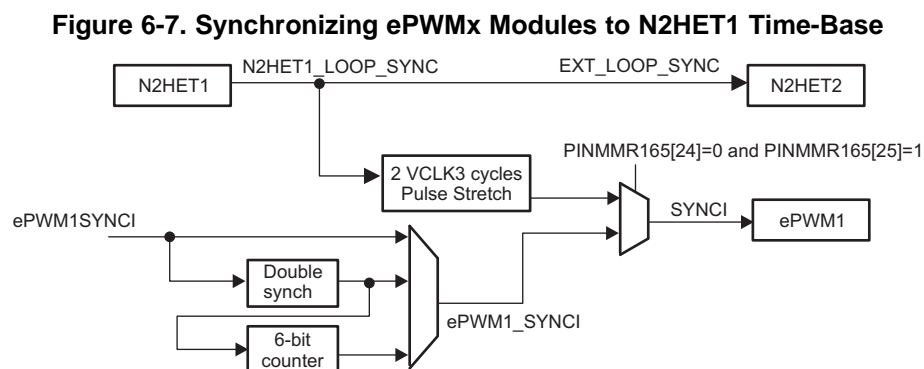 Figure 6-7. Synchronizing ePWMx Modules to N2HET1 Time-Base
N2HET1_LOOP_SYNC
EXT_LOOP_SYNC
N2HET1
N2HET2
PINMMR165[24]=0 and PINMMR165[25]=1
2 VCLK3 cycles
Pulse Stretch
SYNCI
ePWM1
ePWM1SYNCI
Double
synch
ePWM1_SYNCI
6-bit
counter